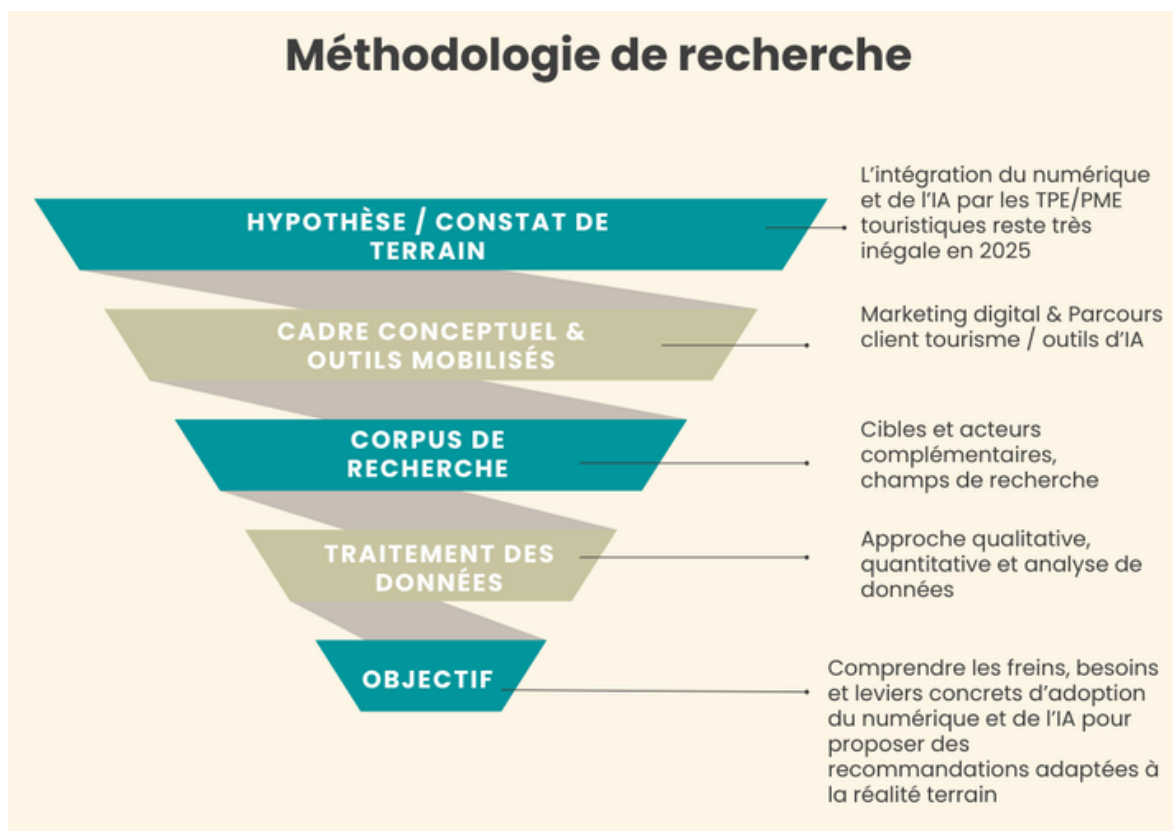 Méthodologie de recherche
HYPOTHÈSE / CONSTAT DE
TERRAIN
L'intégration du numérique
et de l'IA par les TPE/PME
touristiques reste très
inégale en 2025
CADRE CONCEPTUEL &
OUTILS MOBILISÉS
Marketing digital & Parcours
client tourisme / outils d'IA
CORPUS DE
RECHERCHE
Cibles et acteurs
complémentaires,
champs de recherche
TRAITEMENT DES
DONNÉES
Approche qualitative,
quantitative et analyse de
données
OBJECTIF
Comprendre les freins, besoins
et leviers concrets d'adoption
du numérique et de l'IA pour
proposer des
recommandations adaptées à
la réalité terrain